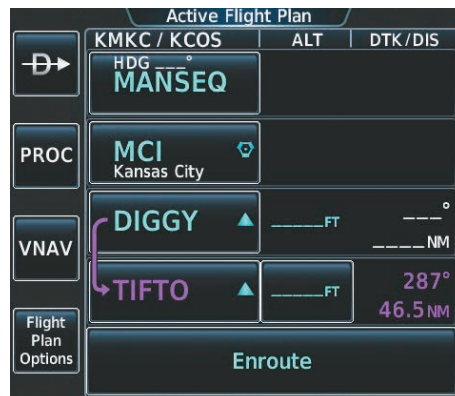 Active Flight Plan
KMKC / KCOS ALT DTK/DIS
D
HDG ___°
MANSEQ
PROC
MCI
Kansas City
VNAV
DIGGY _____FT ___°
____NM
TIFTO _____FT 287°
46.5NM
Flight
Plan
Options
Enroute